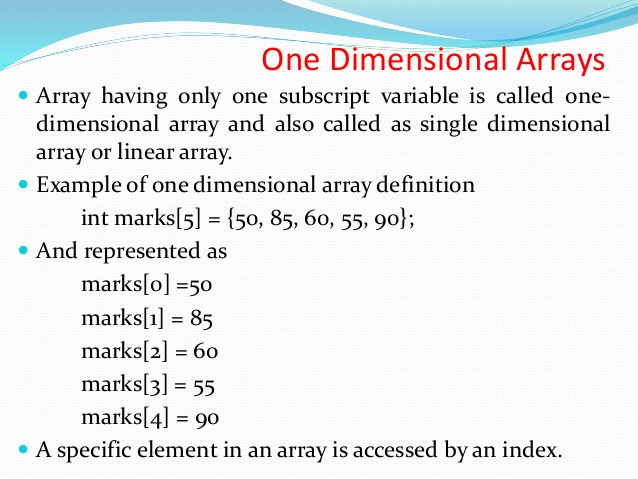 One Dimensional Arrays
• Array having only one subscript variable is called one-
dimensional array and also called as single dimensional
array or linear array.
• Example of one dimensional array definition
int marks[5] = {50, 85, 60, 55, 90};
• And represented as
marks[0] =50
marks[1] = 85
marks[2] = 60
marks[3] = 55
marks[4] = 90
• A specific element in an array is accessed by an index.